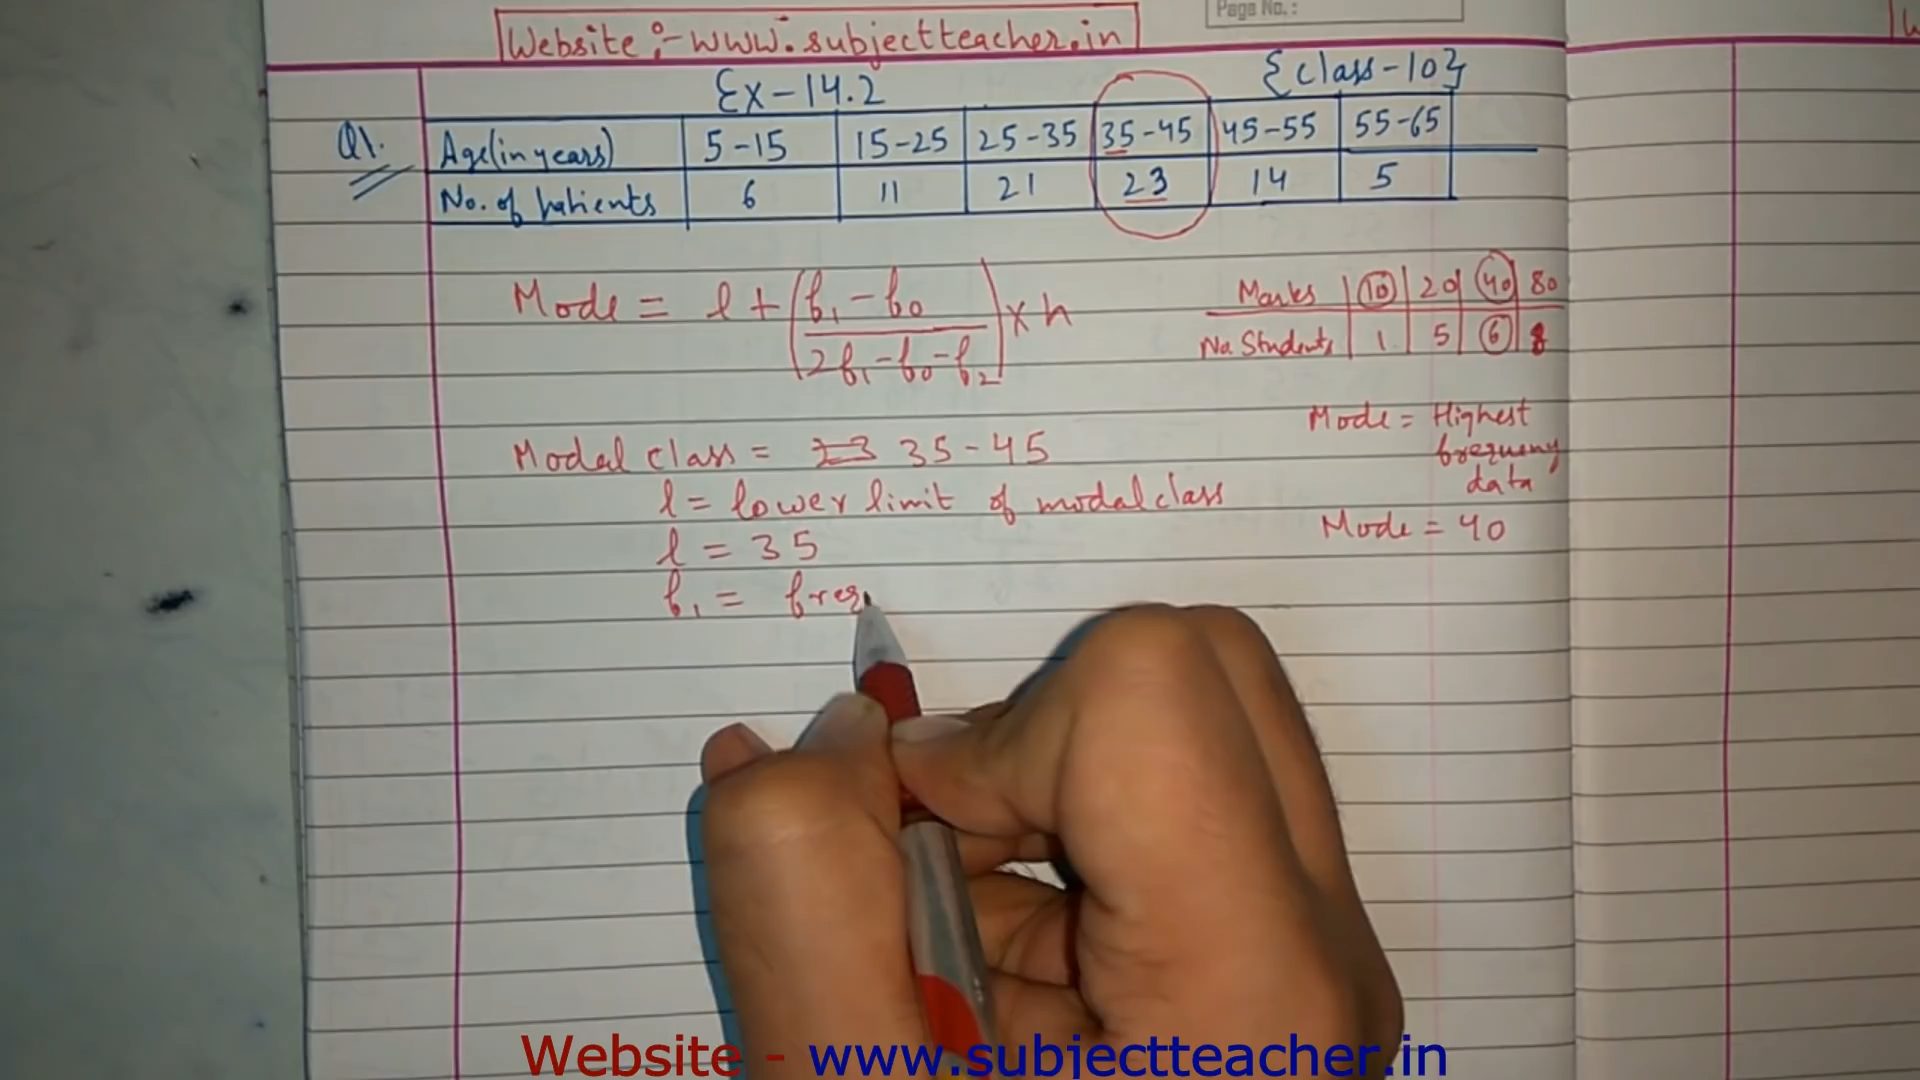 Page No. :
Website :- www.subjectteacher.in
Ex-14.2
{Class-10}
Q1.
Age(in years) 5-15 15-25 25-35 35-45 45-55 55-65
No. of patients 6 11 21 23 14 5
Mode = l + (f1 - f0 / 2f1 - f0 - f2) x h
Marks 10 20 40 80
No. Students 1 5 6 8
Mode = Highest
frequency
data
Mode = 40
Modal class = 23 35-45
l = lower limit of modal class
l = 35
f1 = freq
Website - www.subjectteacher.in